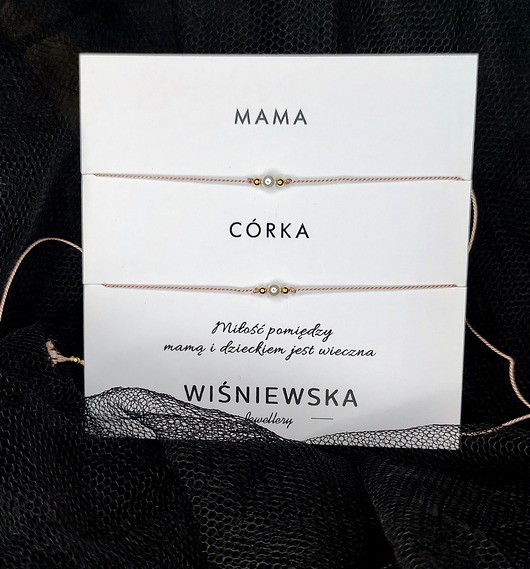 MAMA
CÓRKA
Miłość pomiędzy
mamą i dzieckiem jest wieczna
WIŚNIEWSKA
Jewellery